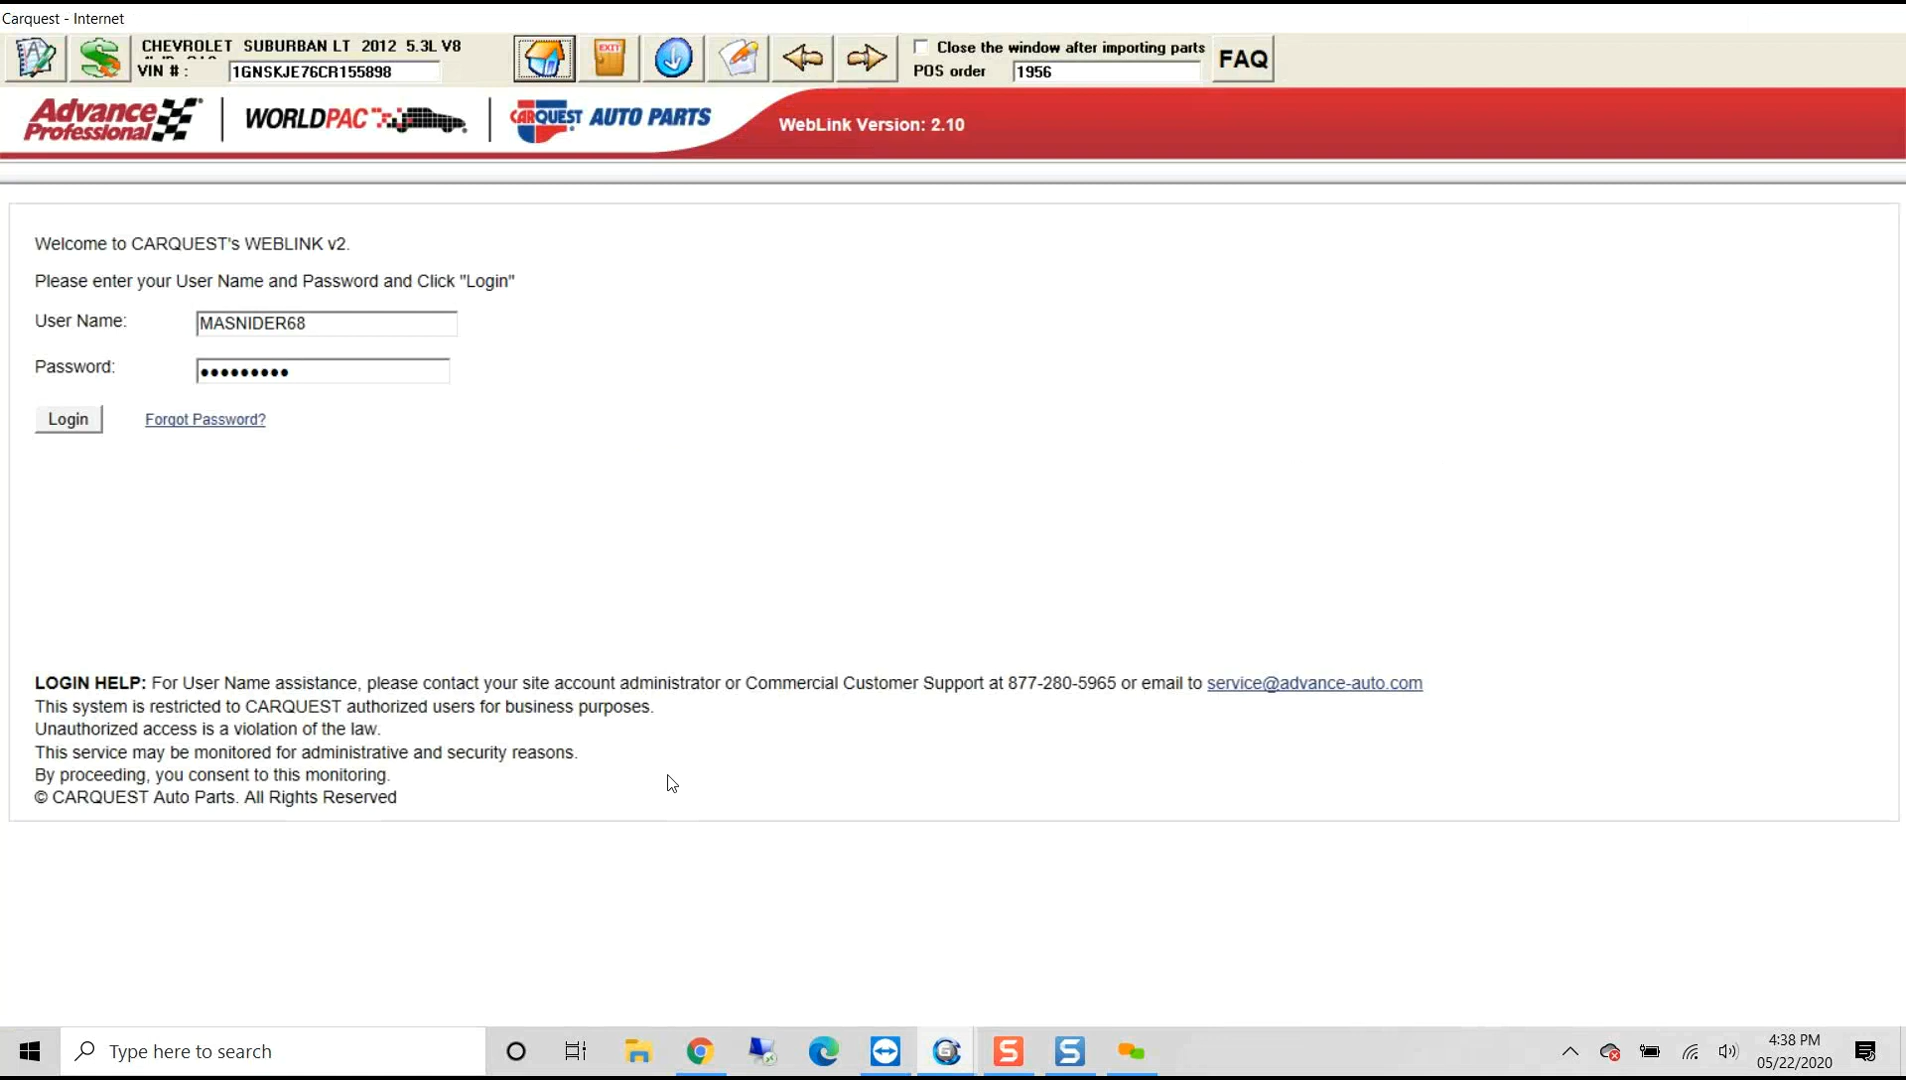 Carquest - Internet
CHEVROLET SUBURBAN LT 2012 5.3L V8
VIN # : 1GNSKJE76CR155898
EXIT
Close the window after importing parts
POS order 1956
FAQ
Advance Professional
WORLDPAC
CARQUEST AUTO PARTS
WebLink Version: 2.10
Welcome to CARQUEST's WEBLINK v2.
Please enter your User Name and Password and Click "Login"
User Name: MASNIDER68
Password: •••••••••
Login Forgot Password?
LOGIN HELP: For User Name assistance, please contact your site account administrator or Commercial Customer Support at 877-280-5965 or email to service@advance-auto.com
This system is restricted to CARQUEST authorized users for business purposes.
Unauthorized access is a violation of the law.
This service may be monitored for administrative and security reasons.
By proceeding, you consent to this monitoring.
© CARQUEST Auto Parts. All Rights Reserved
Type here to search
4:38 PM
05/22/2020